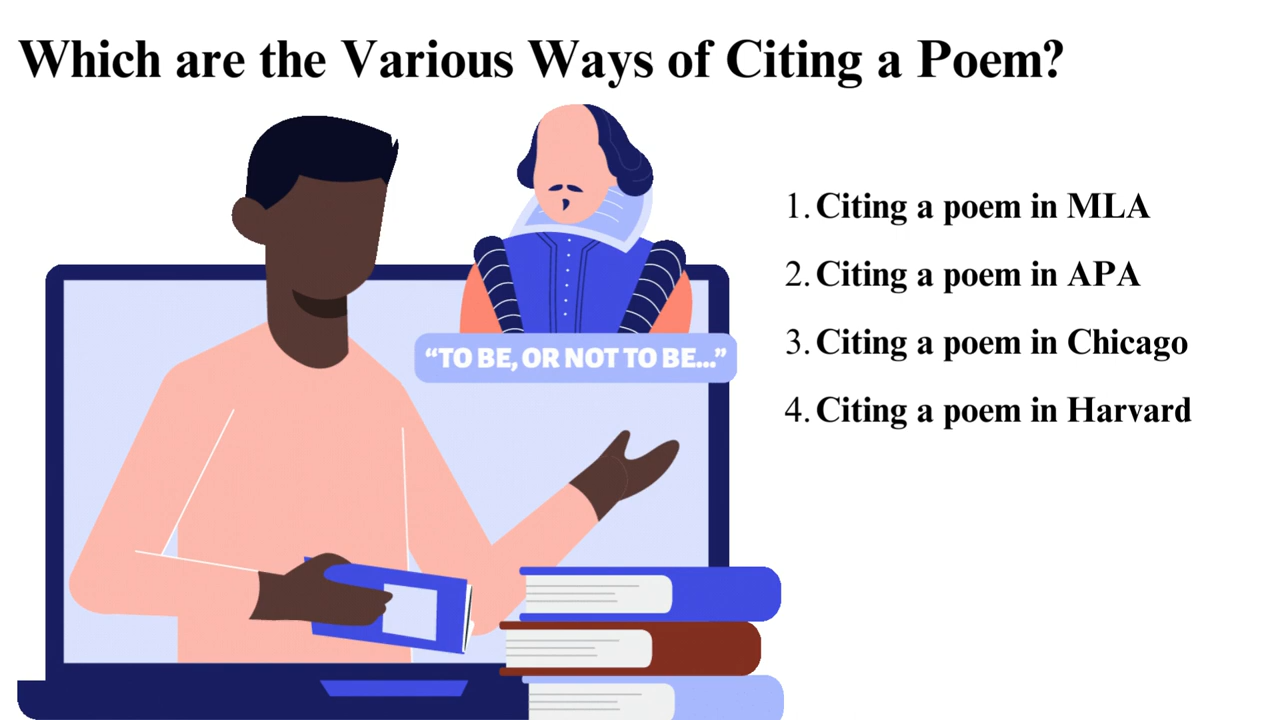 Which are the Various Ways of Citing a Poem?
“TO BE, OR NOT TO BE...”
1. Citing a poem in MLA
2. Citing a poem in APA
3. Citing a poem in Chicago
4. Citing a poem in Harvard